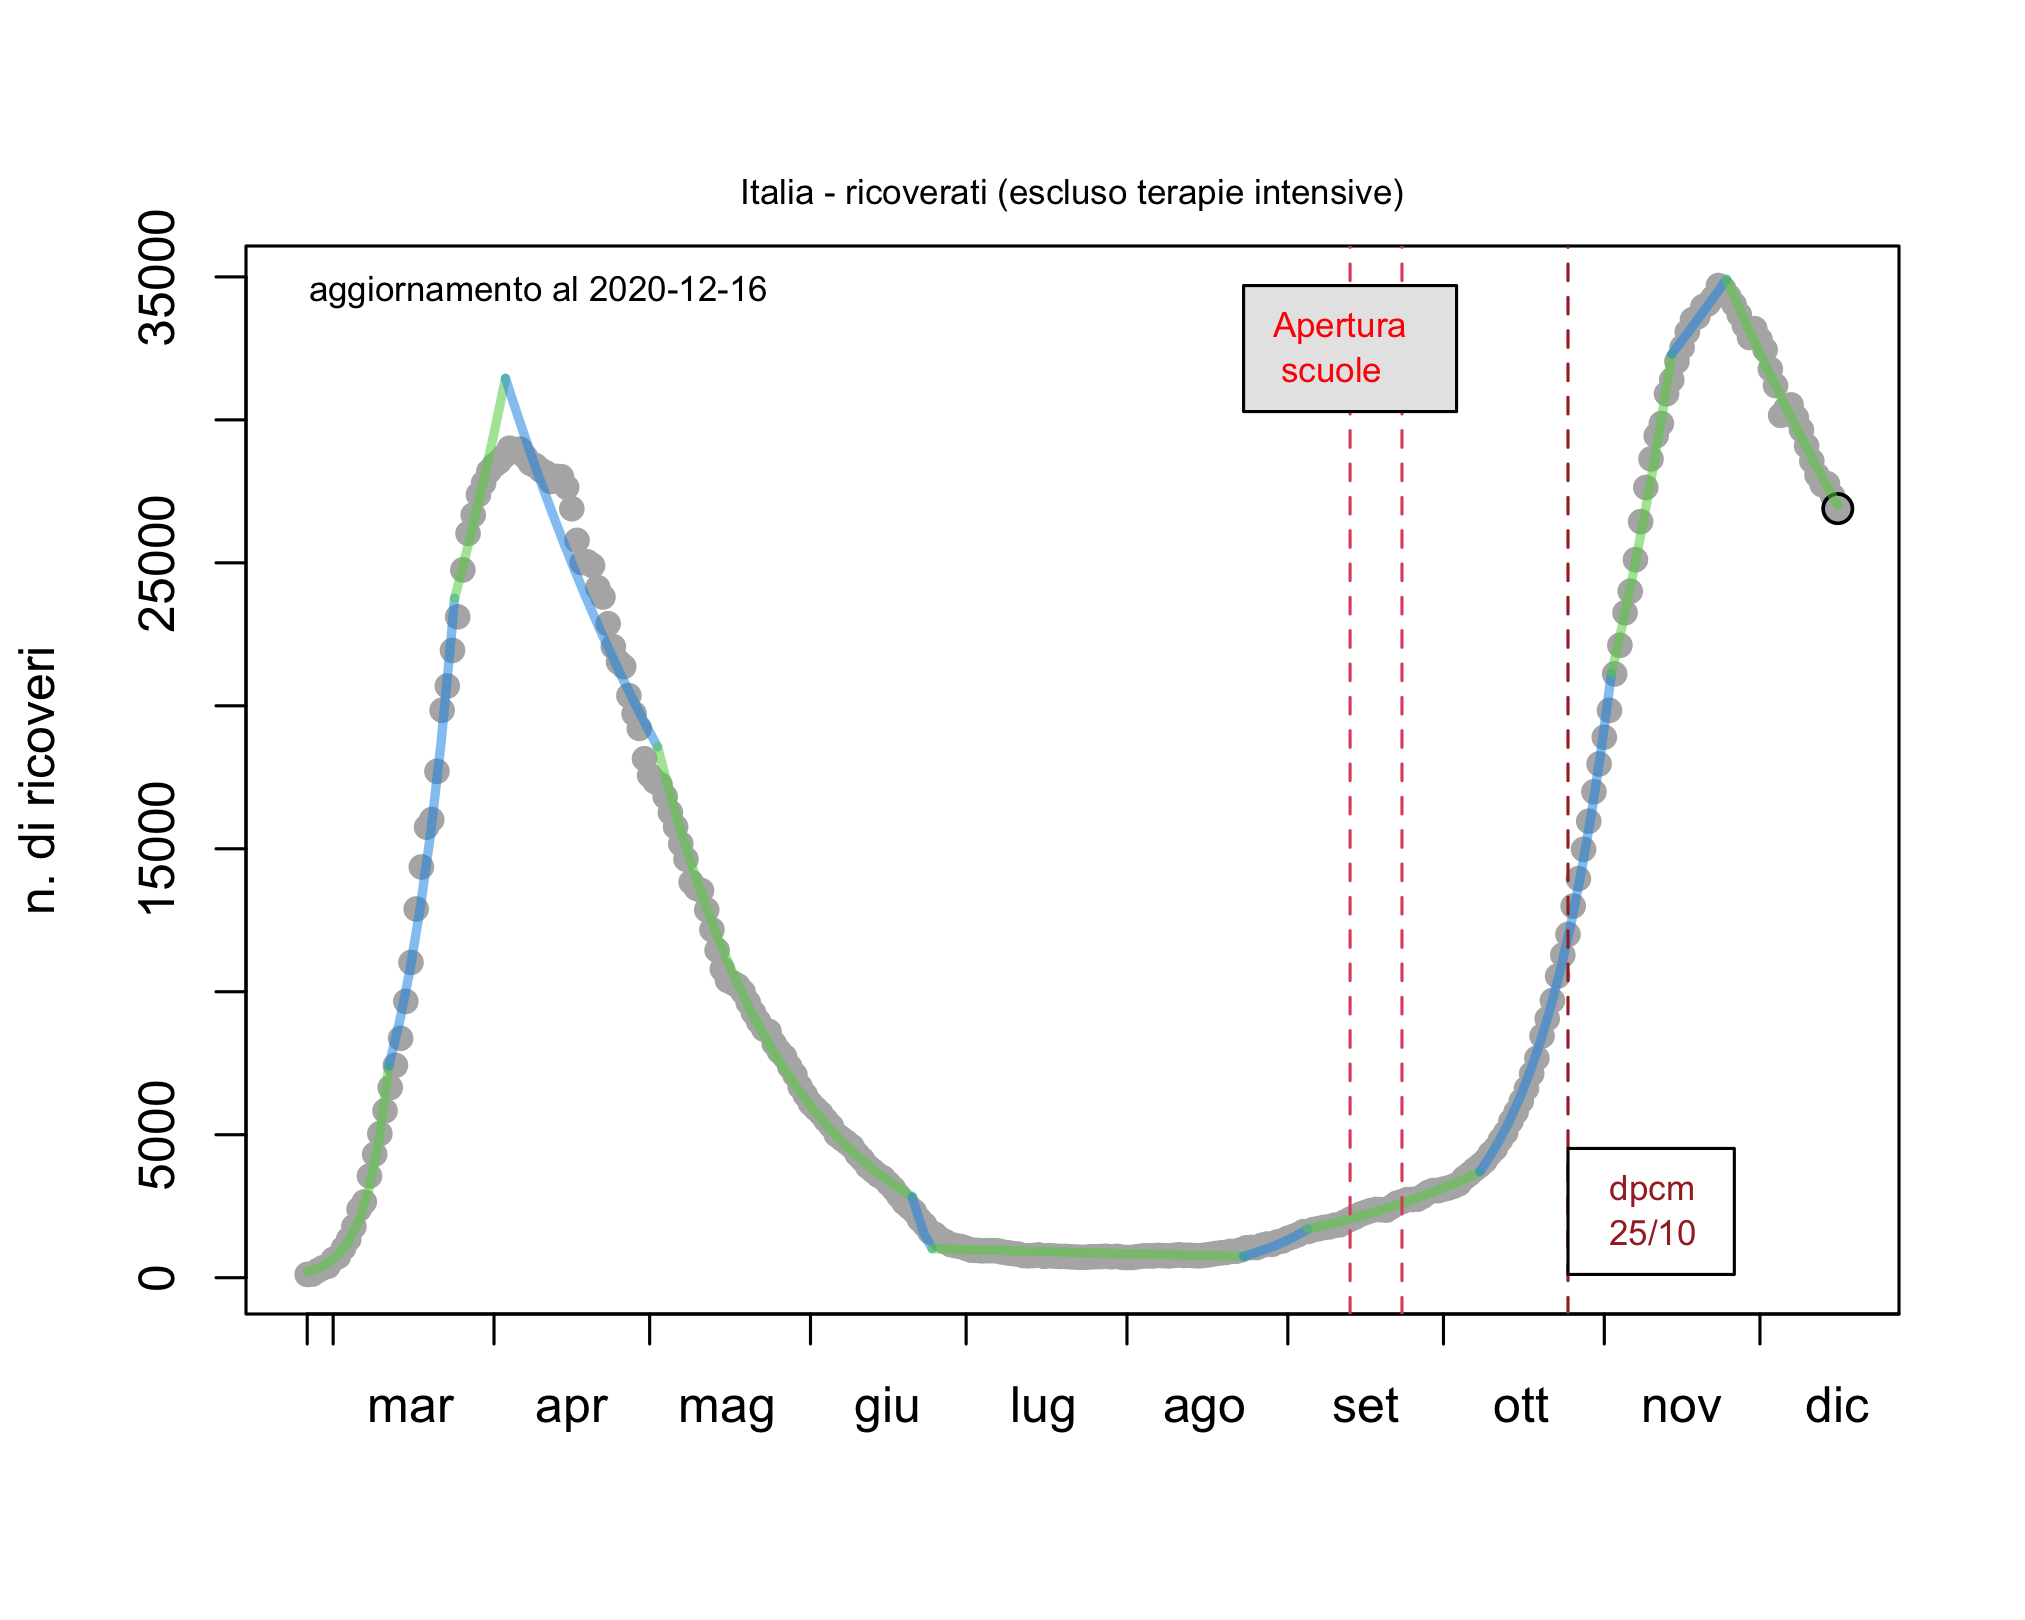 Italia - ricoverati (escluso terapie intensive)
aggiornamento al 2020-12-16
Apertura
scuole
dpcm
25/10
n. di ricoveri
35000
25000
15000
5000
0
mar apr mag giu lug ago set ott nov dic